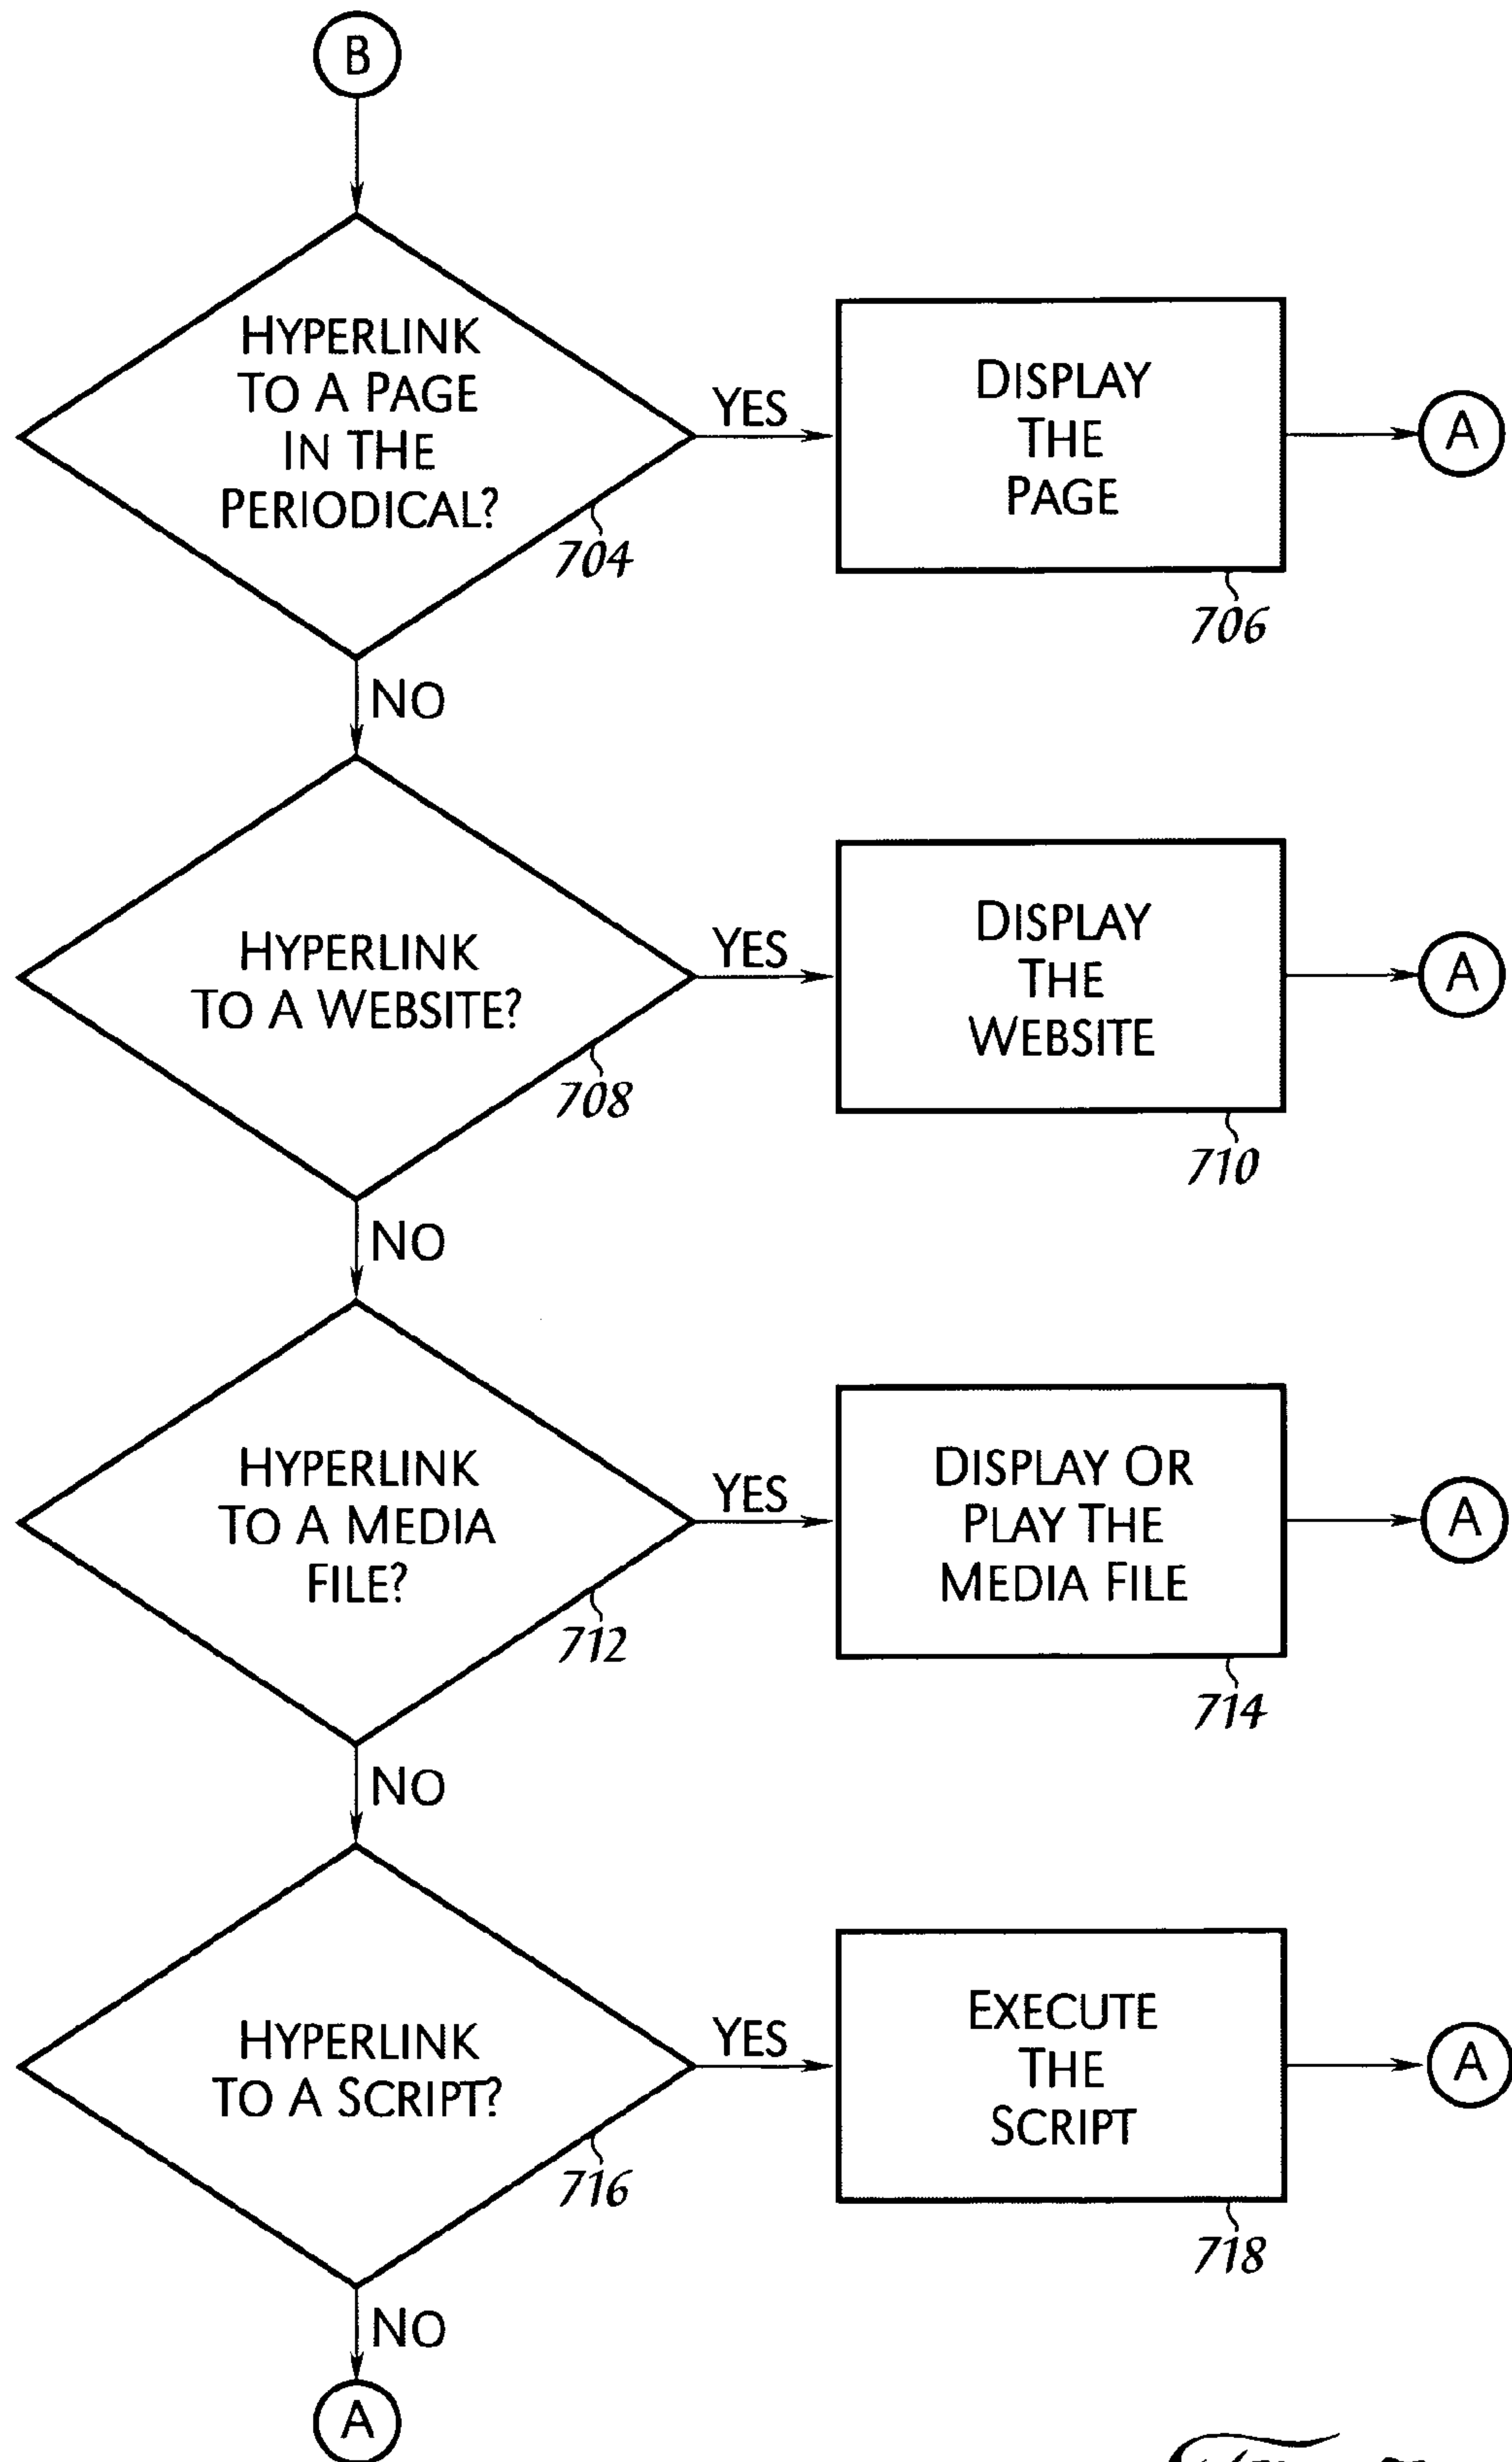 B
HYPERLINK
TO A PAGE
IN THE
PERIODICAL?
704
YES
DISPLAY
THE
PAGE
706
A
NO
HYPERLINK
TO A WEBSITE?
708
YES
DISPLAY
THE
WEBSITE
710
A
NO
HYPERLINK
TO A MEDIA
FILE?
712
YES
DISPLAY OR
PLAY THE
MEDIA FILE
714
A
NO
HYPERLINK
TO A SCRIPT?
716
YES
EXECUTE
THE
SCRIPT
718
A
NO
A